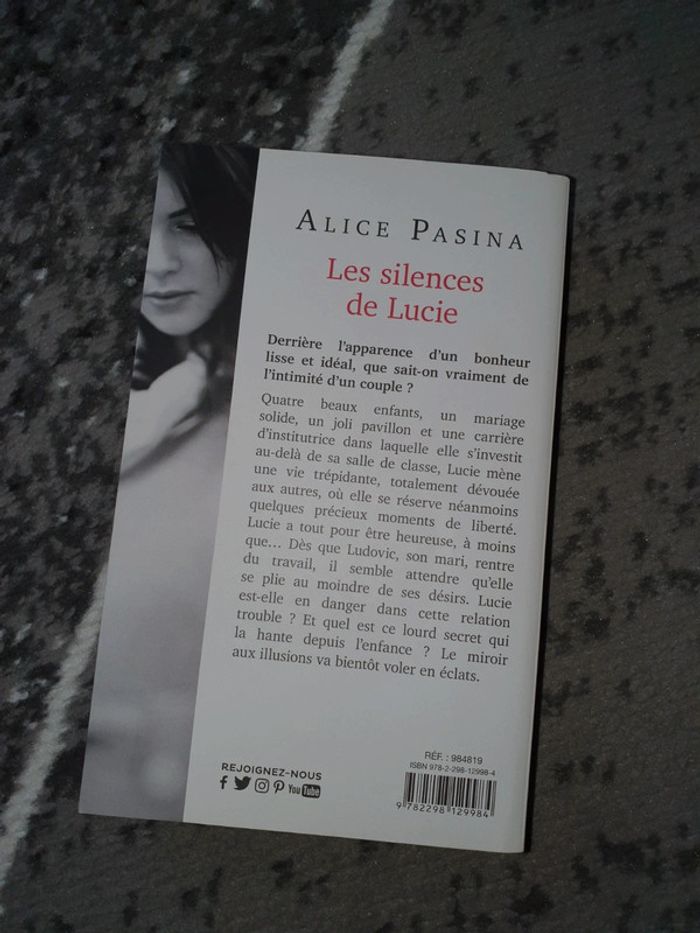 ALICE PASINA
Les silences
de Lucie
Derrière l'apparence d'un bonheur
lisse et idéal, que sait-on vraiment de
l'intimité d'un couple ?
Quatre beaux enfants, un mariage
solide, un joli pavillon et une carrière
d'institutrice dans laquelle elle s'investit
au-delà de sa salle de classe, Lucie mène
une vie trépidante, totalement dévouée
aux autres, où elle se réserve néanmoins
quelques précieux moments de liberté.
Lucie a tout pour être heureuse, à moins
que... Dès que Ludovic, son mari, rentre
du travail, il semble attendre qu'elle
se plie au moindre de ses désirs. Lucie
est-elle en danger dans cette relation
trouble ? Et quel est ce lourd secret qui
la hante depuis l'enfance ? Le miroir
aux illusions va bientôt voler en éclats.
RÉF. : 984819
ISBN 978-2-298-12998-4
9 782298 129984
REJOIGNEZ-NOUS
You Tube